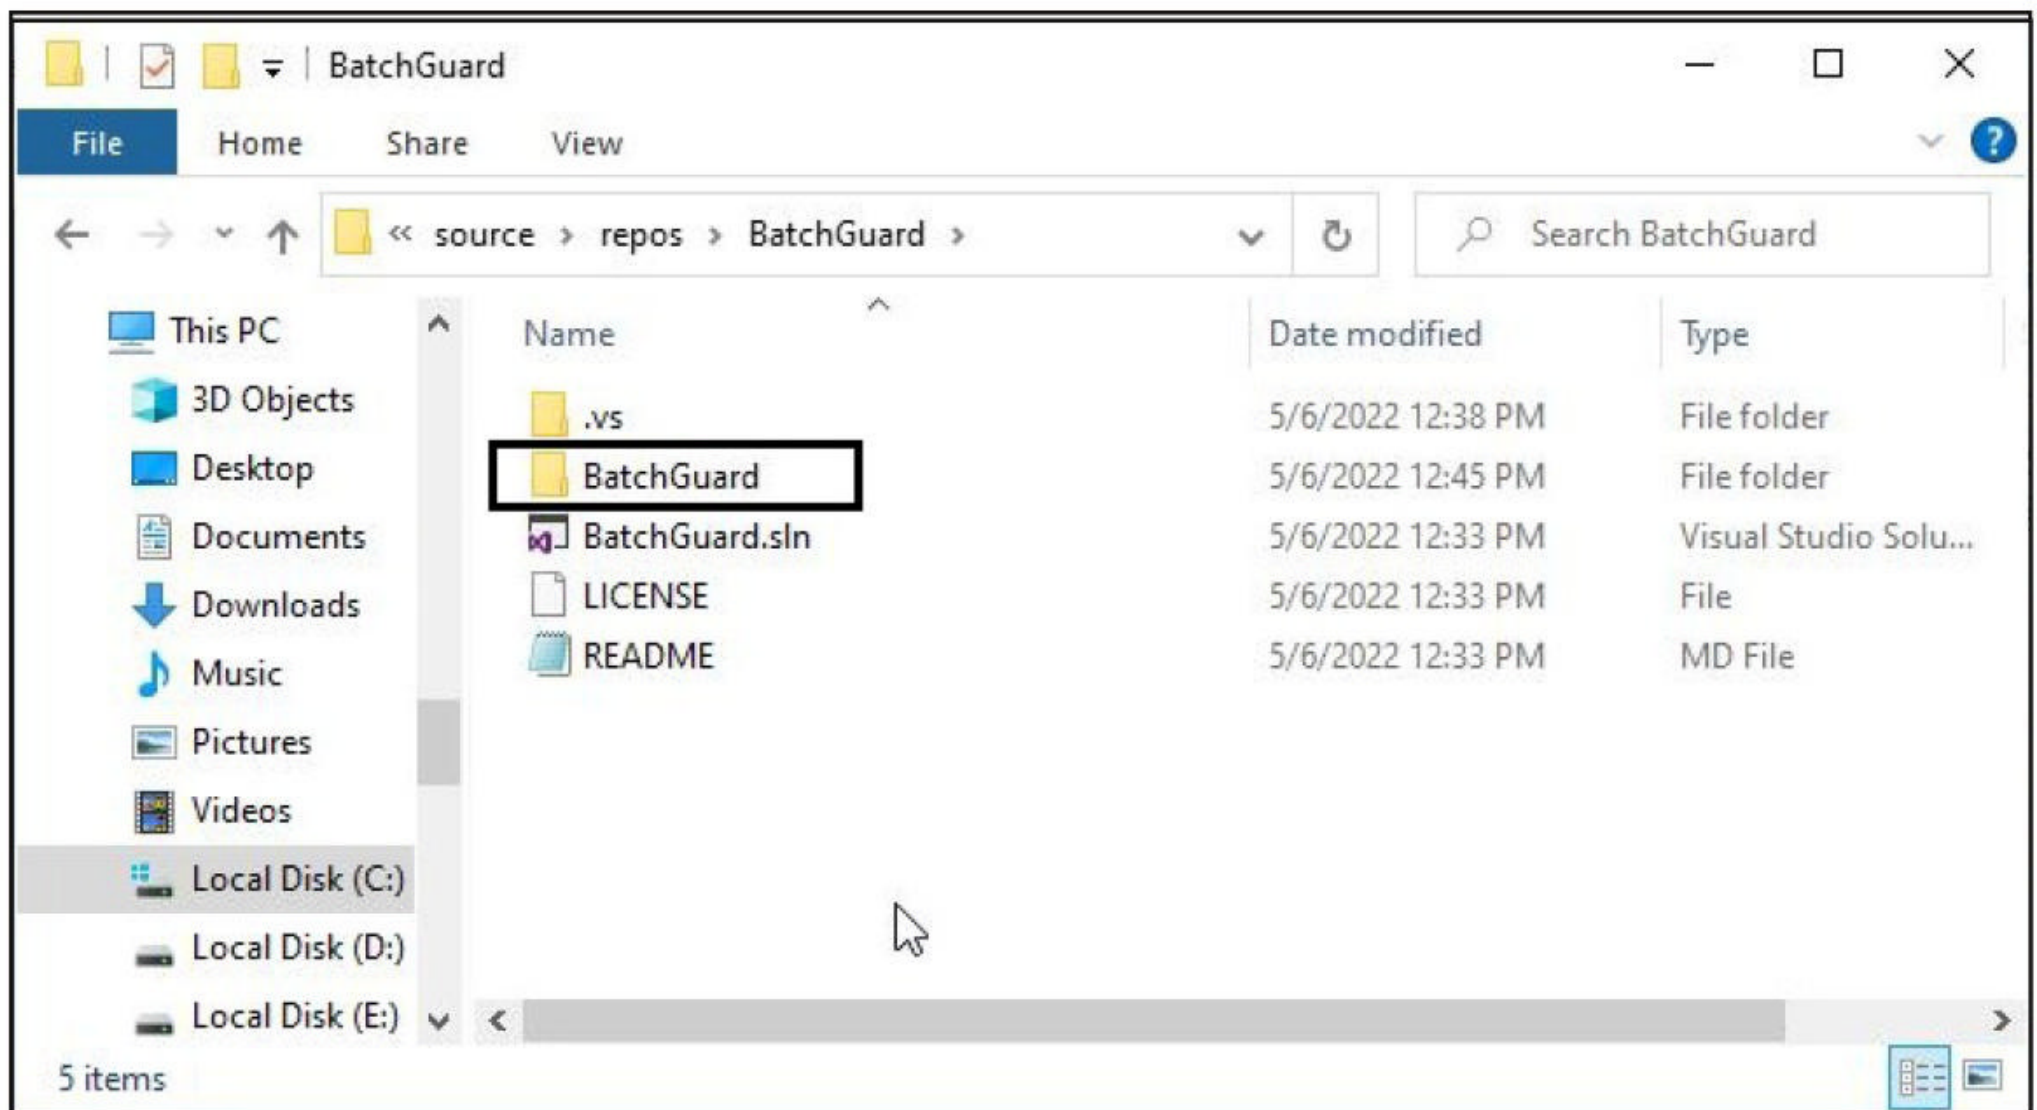 BatchGuard
File Home Share View
?
« source › repos › BatchGuard ›
Search BatchGuard
This PC
3D Objects
Desktop
Documents
Downloads
Music
Pictures
Videos
Local Disk (C:)
Local Disk (D:)
Local Disk (E:)
Name Date modified Type
.vs 5/6/2022 12:38 PM File folder
BatchGuard 5/6/2022 12:45 PM File folder
BatchGuard.sln 5/6/2022 12:33 PM Visual Studio Solu...
LICENSE 5/6/2022 12:33 PM File
README 5/6/2022 12:33 PM MD File
5 items